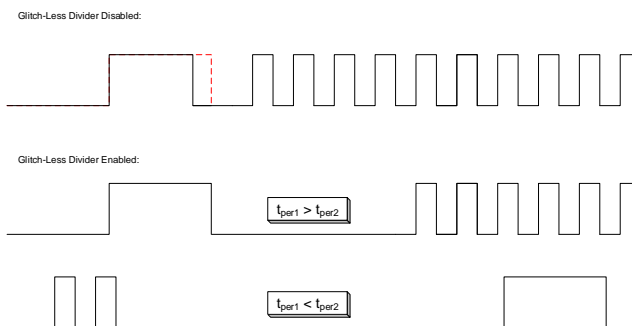 Glitch-Less Divider Disabled:
Glitch-Less Divider Enabled:
tper1 > tper2
tper1 < tper2